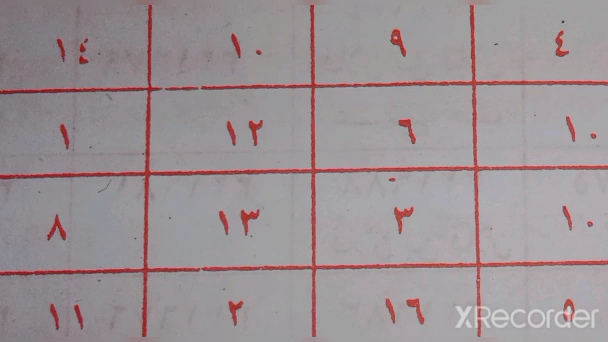 ٤ ٩ ١٠ ١٤
١٠ ٦ ١٢ ١
١٠ ٣ ١٣ ٨
٥ ١٦ ٢ ١١
XRecorder